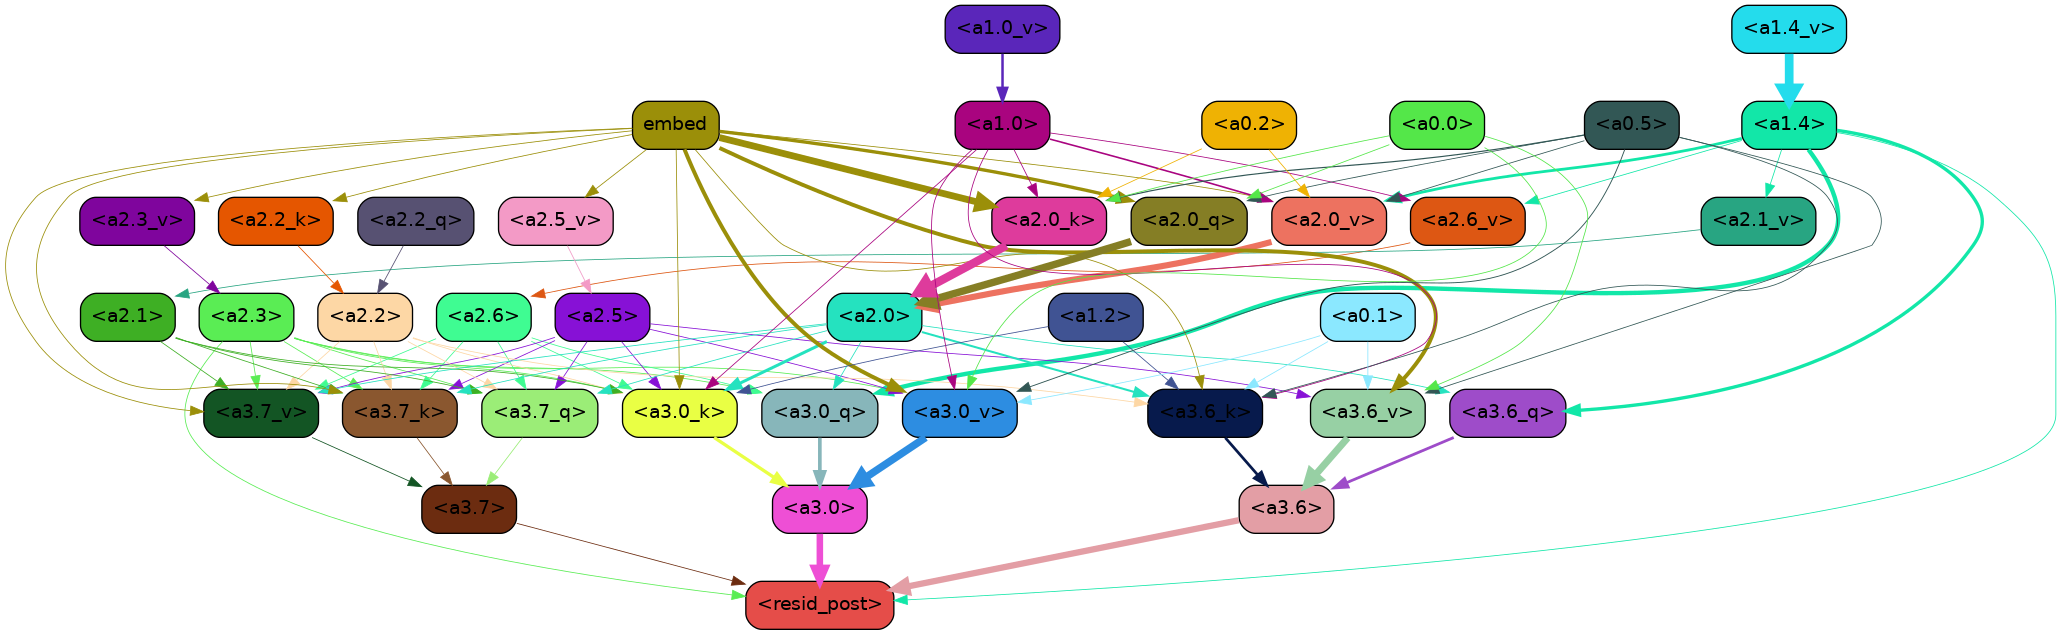 <a1.0_v> <a1.4_v>
embed <a1.0> <a0.2> <a0.0> <a0.5> <a1.4>
<a2.3_v> <a2.2_k> <a2.2_q> <a2.5_v> <a2.0_k> <a2.0_q> <a2.0_v> <a2.6_v> <a2.1_v>
<a2.1> <a2.3> <a2.2> <a2.6> <a2.5> <a2.0> <a1.2> <a0.1>
<a3.7_v> <a3.7_k> <a3.7_q> <a3.0_k> <a3.0_q> <a3.0_v> <a3.6_k> <a3.6_v> <a3.6_q>
<a3.7> <a3.0> <a3.6>
<resid_post>